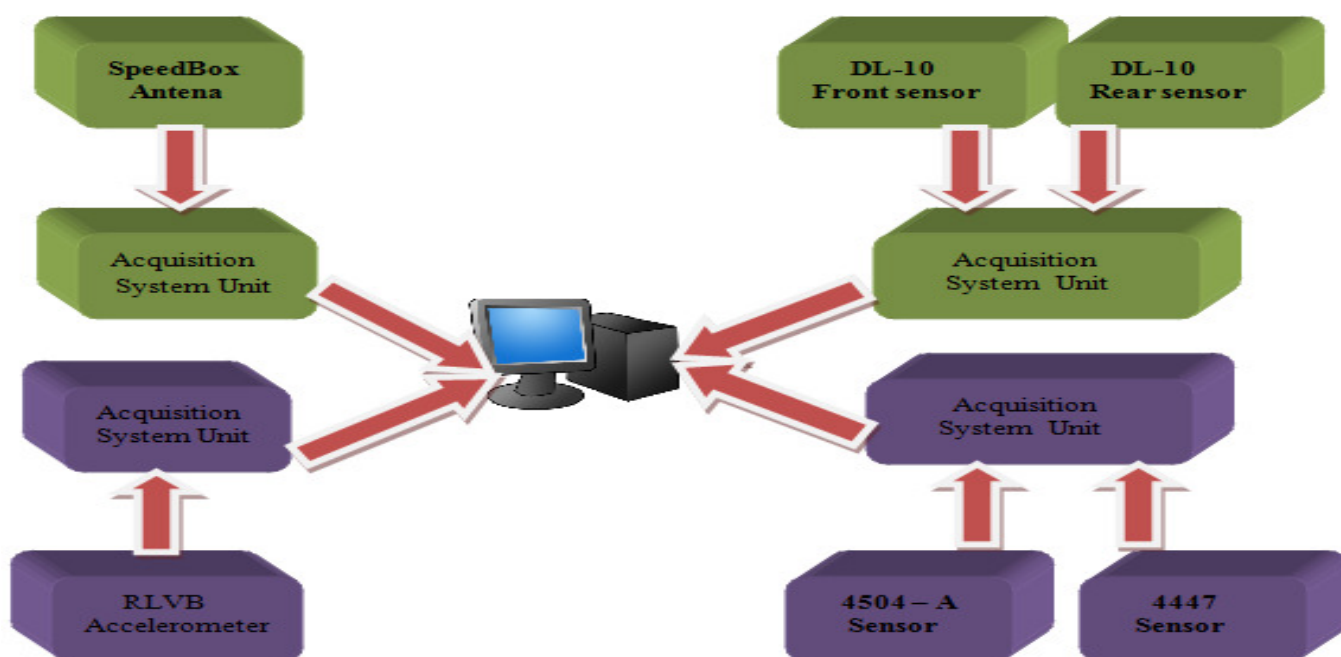 SpeedBox
Antena
DL-10
Front sensor
DL-10
Rear sensor
Acquisition
System Unit
Acquisition
System Unit
Acquisition
System Unit
Acquisition
System Unit
RLVB
Accelerometer
4504 – A
Sensor
4447
Sensor